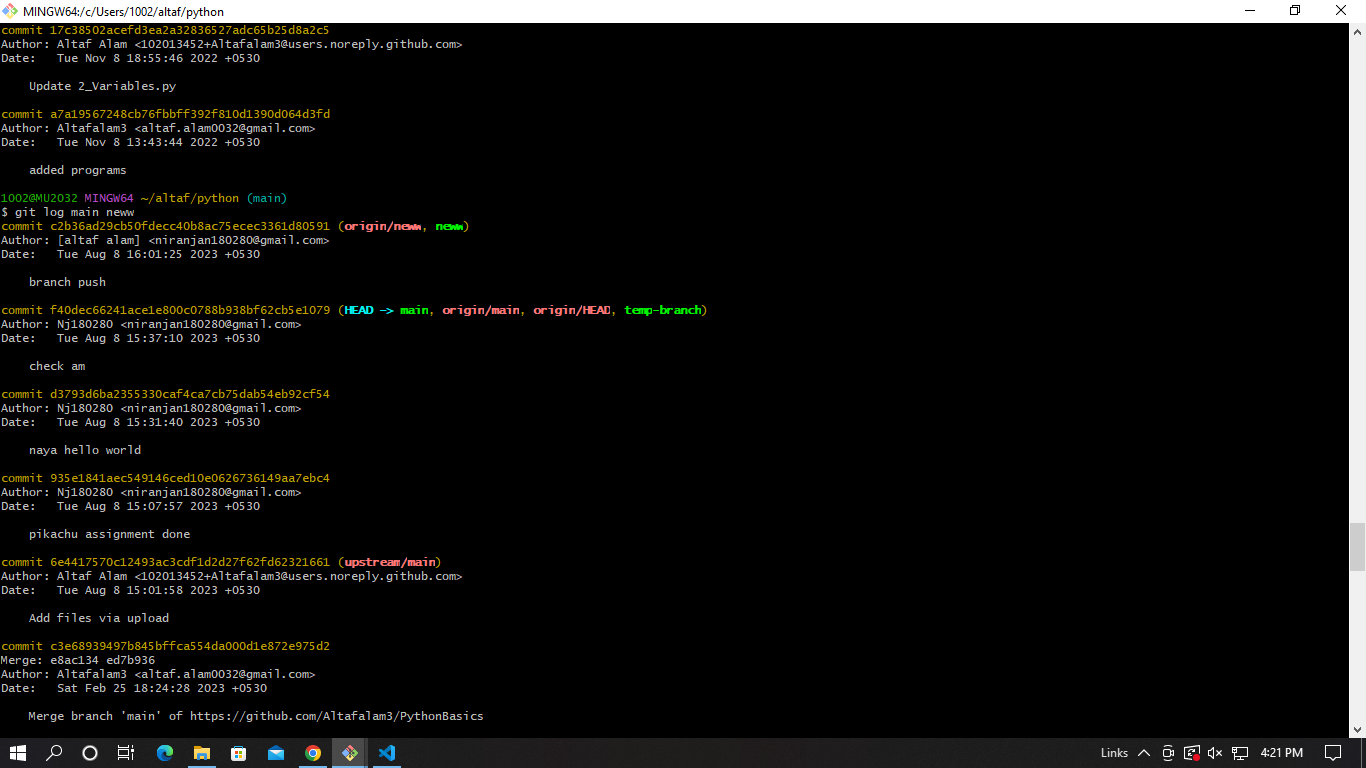 MINGW64:/c/Users/1002/altaf/python
commit 17c38502acefd3ea2a32836527adc65b25d8a2c5
Author: Altaf Alam <102013452+Altafalam3@users.noreply.github.com>
Date:   Tue Nov 8 18:55:46 2022 +0530
    Update 2_Variables.py
commit a7a19567248cb76fbbff392f810d1390d064d3fd
Author: Altafalam3 <altaf.alam0032@gmail.com>
Date:   Tue Nov 8 13:43:44 2022 +0530
    added programs
1002@MU2032 MINGW64 ~/altaf/python (main)
$ git log main neww
commit c2b36ad29cb50fdecc40b8ac75ecec3361d80591 (origin/neww, neww)
Author: [altaf alam] <niranjan180280@gmail.com>
Date:   Tue Aug 8 16:01:25 2023 +0530
    branch push
commit f40dec66241ace1e800c0788b938bf62cb5e1079 (HEAD -> main, origin/main, origin/HEAD, temp-branch)
Author: Nj180280 <niranjan180280@gmail.com>
Date:   Tue Aug 8 15:37:10 2023 +0530
    check am
commit d3793d6ba2355330caf4ca7cb75dab54eb92cf54
Author: Nj180280 <niranjan180280@gmail.com>
Date:   Tue Aug 8 15:31:40 2023 +0530
    naya hello world
commit 935e1841aec549146ced10e0626736149aa7ebc4
Author: Nj180280 <niranjan180280@gmail.com>
Date:   Tue Aug 8 15:07:57 2023 +0530
    pikachu assignment done
commit 6e4417570c12493ac3cdf1d2d27f62fd62321661 (upstream/main)
Author: Altaf Alam <102013452+Altafalam3@users.noreply.github.com>
Date:   Tue Aug 8 15:01:58 2023 +0530
    Add files via upload
commit c3e68939497b845bffca554da000d1e872e975d2
Merge: e8ac134 ed7b936
Author: Altafalam3 <altaf.alam0032@gmail.com>
Date:   Sat Feb 25 18:24:28 2023 +0530
    Merge branch 'main' of https://github.com/Altafalam3/PythonBasics
Links
4:21 PM